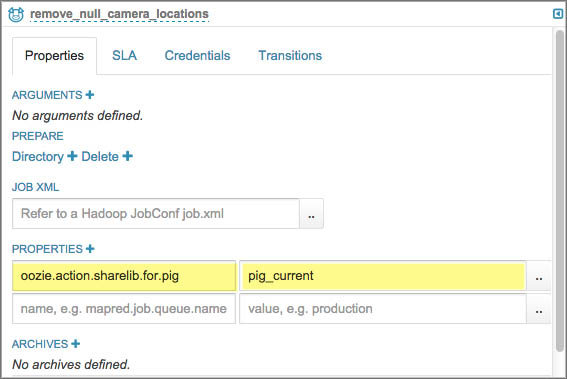 remove_null_camera_locations
Properties SLA Credentials Transitions
ARGUMENTS +
No arguments defined.
PREPARE
Directory + Delete +
JOB XML
Refer to a Hadoop JobConf job.xml ..
PROPERTIES +
oozie.action.sharelib.for.pig pig_current ..
name, e.g. mapred.job.queue.name value, e.g. production ..
ARCHIVES +
No archives defined.